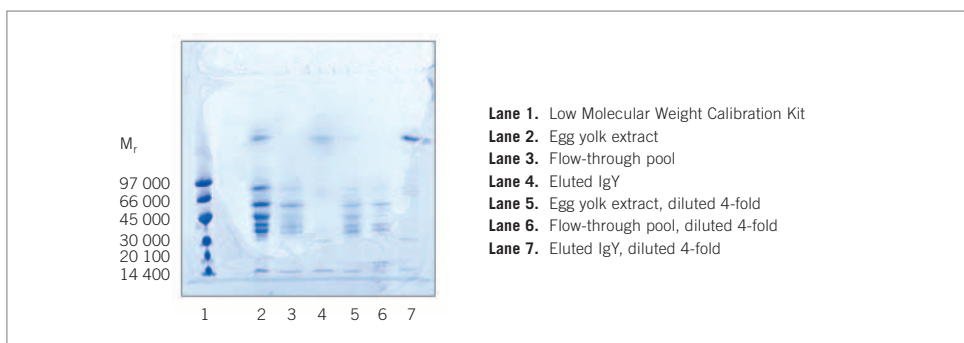 Mr
97 000
66 000
45 000
30 000
20 100
14 400
1 2 3 4 5 6 7
Lane 1. Low Molecular Weight Calibration Kit
Lane 2. Egg yolk extract
Lane 3. Flow-through pool
Lane 4. Eluted IgY
Lane 5. Egg yolk extract, diluted 4-fold
Lane 6. Flow-through pool, diluted 4-fold
Lane 7. Eluted IgY, diluted 4-fold